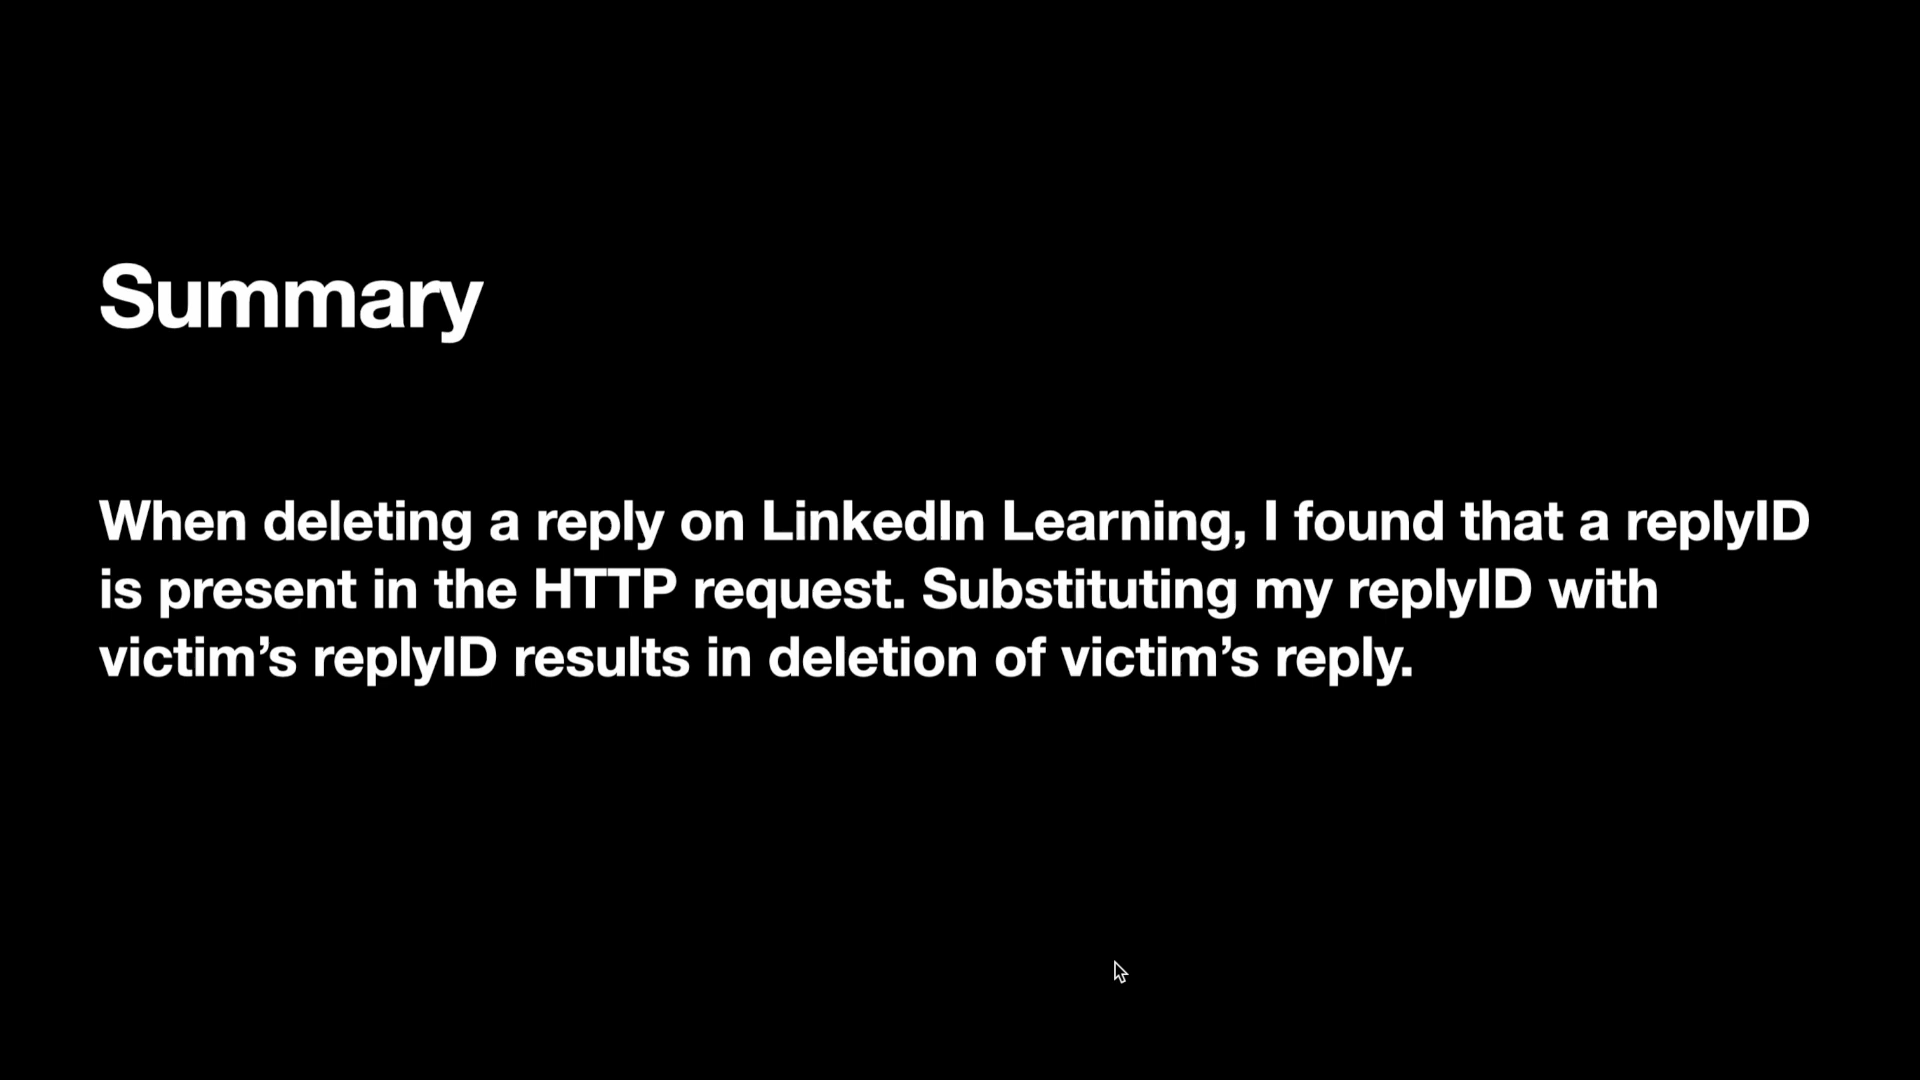 Summary
When deleting a reply on LinkedIn Learning, I found that a replyID
is present in the HTTP request. Substituting my replyID with
victim’s replyID results in deletion of victim’s reply.